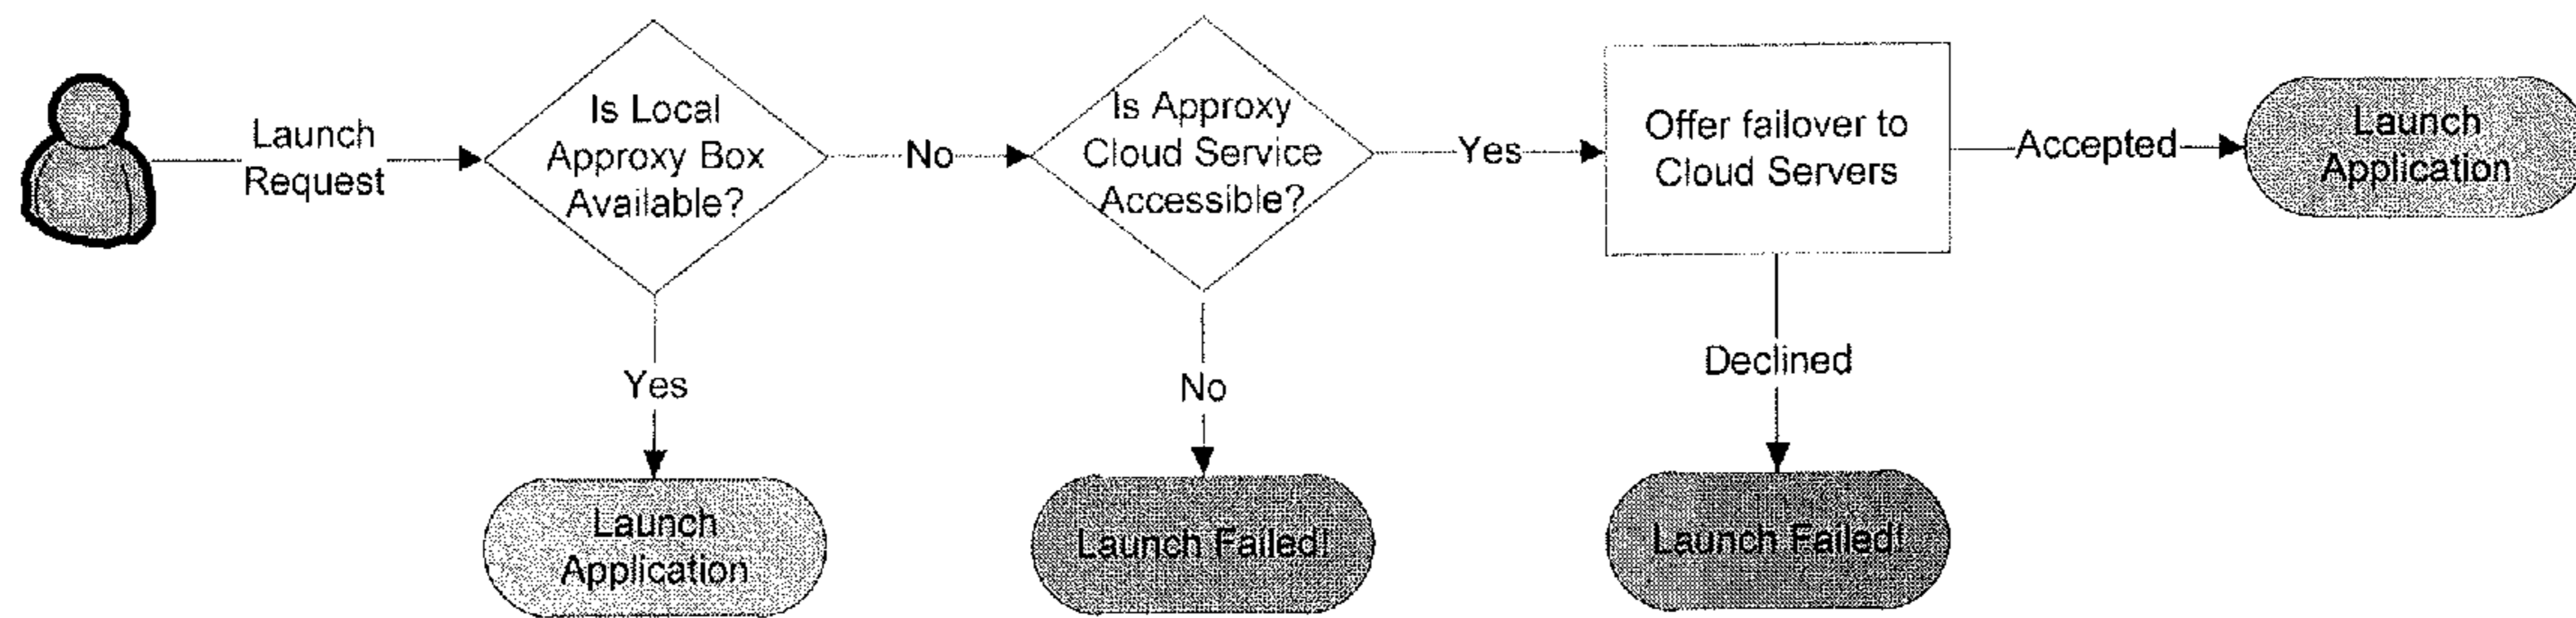 Launch
Request
Is Local
Approxy Box
Available?
No
Is Approxy
Cloud Service
Accessible?
Yes
Offer failover to
Cloud Servers
Accepted
Launch
Application
Yes
No
Declined
Launch
Application
Launch Failed!
Launch Failed!